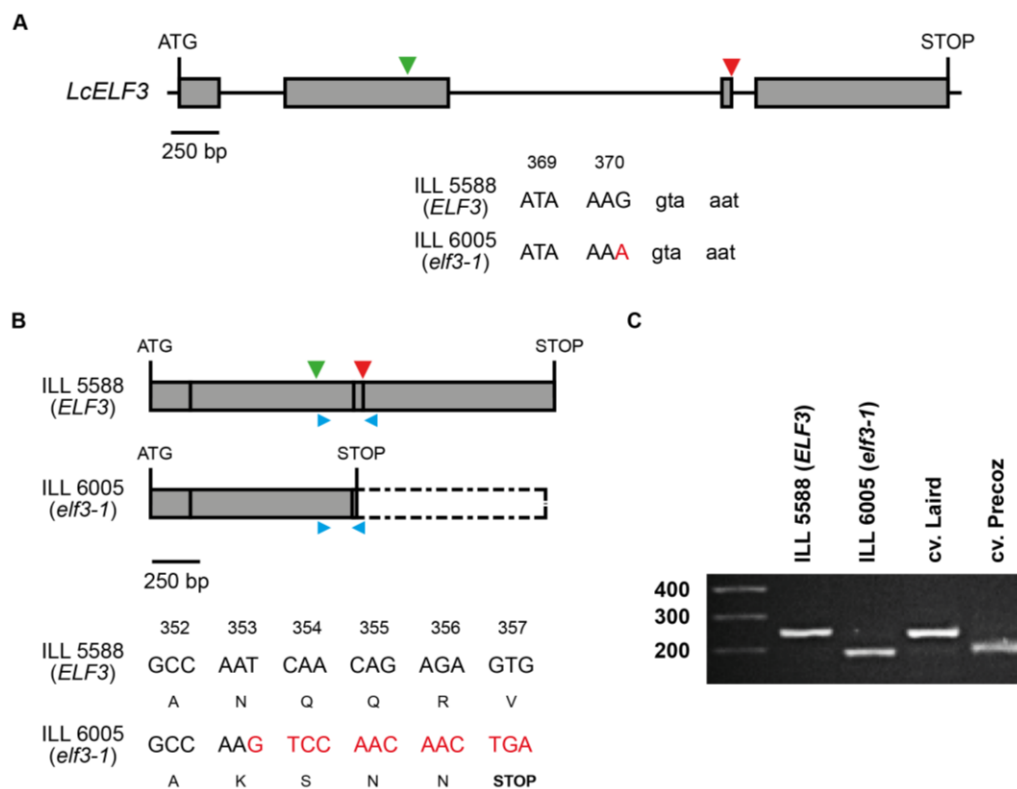 A
ATG STOP
LcELF3
250 bp
369 370
ILL 5588 ATA AAG gta aat
(ELF3)
ILL 6005 ATA AAA gta aat
(elf3-1)
B
ATG STOP
ILL 5588
(ELF3)
ATG STOP
ILL 6005
(elf3-1)
250 bp
352 353 354 355 356 357
ILL 5588 GCC AAT CAA CAG AGA GTG
(ELF3)
A N Q Q R V
ILL 6005 GCC AAG TCC AAC AAC TGA
(elf3-1)
A K S N N STOP
C
ILL 5588 (ELF3)
ILL 6005 (elf3-1)
cv. Laird
cv. Precoz
400
300
200